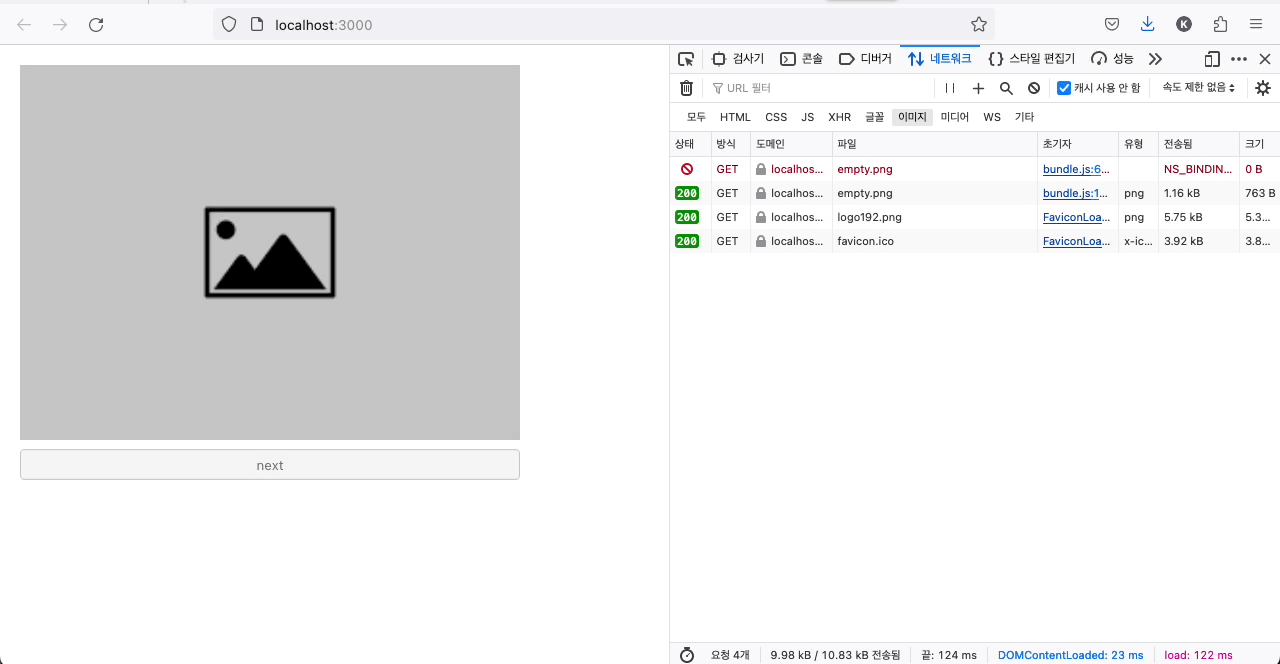 localhost:3000
K
검사기 콘솔 디버거 네트워크 스타일 편집기 성능
URL 필터 캐시 사용 안 함 속도 제한 없음
모두 HTML CSS JS XHR 글꼴 이미지 미디어 WS 기타
상태 방식 도메인 파일 초기자 유형 전송됨 크기
GET localhos... empty.png bundle.js:6... NS_BINDIN... 0 B
200 GET localhos... empty.png bundle.js:1... png 1.16 kB 763 B
200 GET localhos... logo192.png FaviconLoa... png 5.75 kB 5.3...
200 GET localhos... favicon.ico FaviconLoa... x-ic... 3.92 kB 3.8...
next
요청 4개 9.98 kB / 10.83 kB 전송됨 끝: 124 ms DOMContentLoaded: 23 ms load: 122 ms